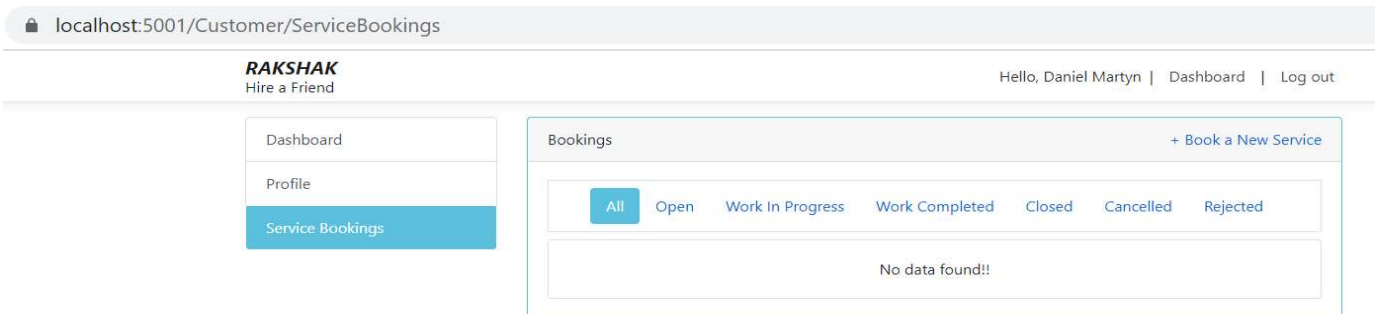 localhost:5001/Customer/ServiceBookings
RAKSHAK
Hire a Friend
Hello, Daniel Martyn | Dashboard | Log out
Dashboard
Profile
Service Bookings
Bookings
+ Book a New Service
All Open Work In Progress Work Completed Closed Cancelled Rejected
No data found!!